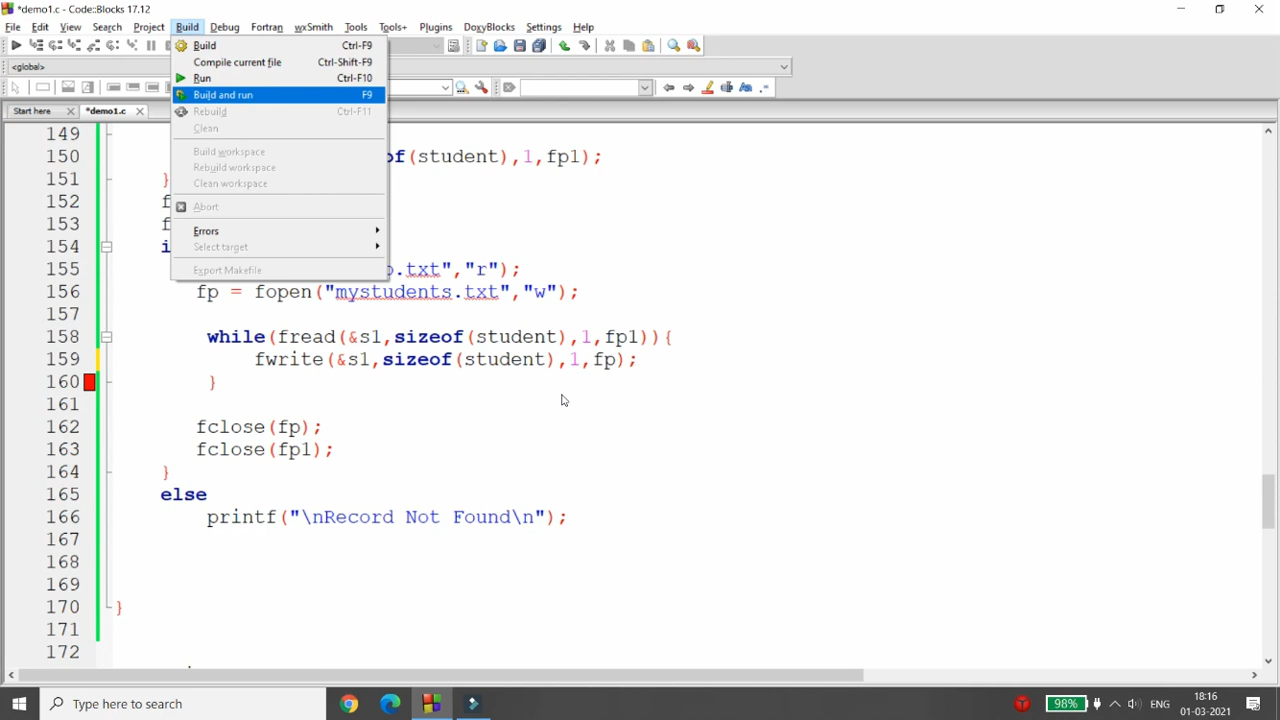 *demo1.c - Code::Blocks 17.12
File Edit View Search Project Build Debug Fortran wxSmith Tools Tools+ Plugins DoxyBlocks Settings Help
Build Ctrl-F9
<global>
Compile current file Ctrl-Shift-F9
Run Ctrl-F10
Build and run F9
Start here *demo1.c
Rebuild Ctrl-F11
Clean
149
Build workspace
150 of(student),1,fp1);
Rebuild workspace
151 }
Clean workspace
152 f
Abort
153 f
Errors
154 i
Select target
155 .txt","r");
Export Makefile
156 fp = fopen("mystudents.txt","w");
157
158 while(fread(&s1,sizeof(student),1,fp1)){
159 fwrite(&s1,sizeof(student),1,fp);
160 }
161
162 fclose(fp);
163 fclose(fp1);
164 }
165 else
166 printf("\nRecord Not Found\n");
167
168
169
170 }
171
172
Type here to search
98%
ENG
18:16
01-03-2021